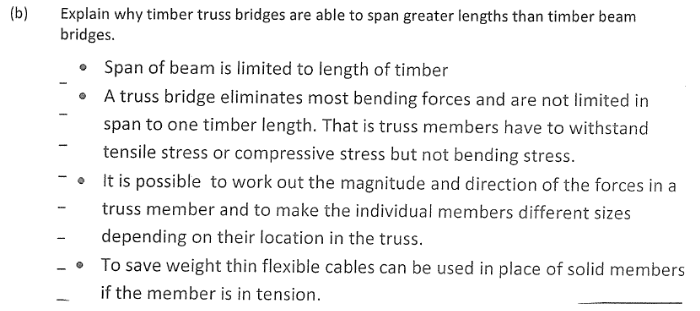 (b) Explain why timber truss bridges are able to span greater lengths than timber beam
bridges.
• Span of beam is limited to length of timber
• A truss bridge eliminates most bending forces and are not limited in
span to one timber length. That is truss members have to withstand
tensile stress or compressive stress but not bending stress.
• It is possible to work out the magnitude and direction of the forces in a
truss member and to make the individual members different sizes
depending on their location in the truss.
• To save weight thin flexible cables can be used in place of solid members
if the member is in tension.